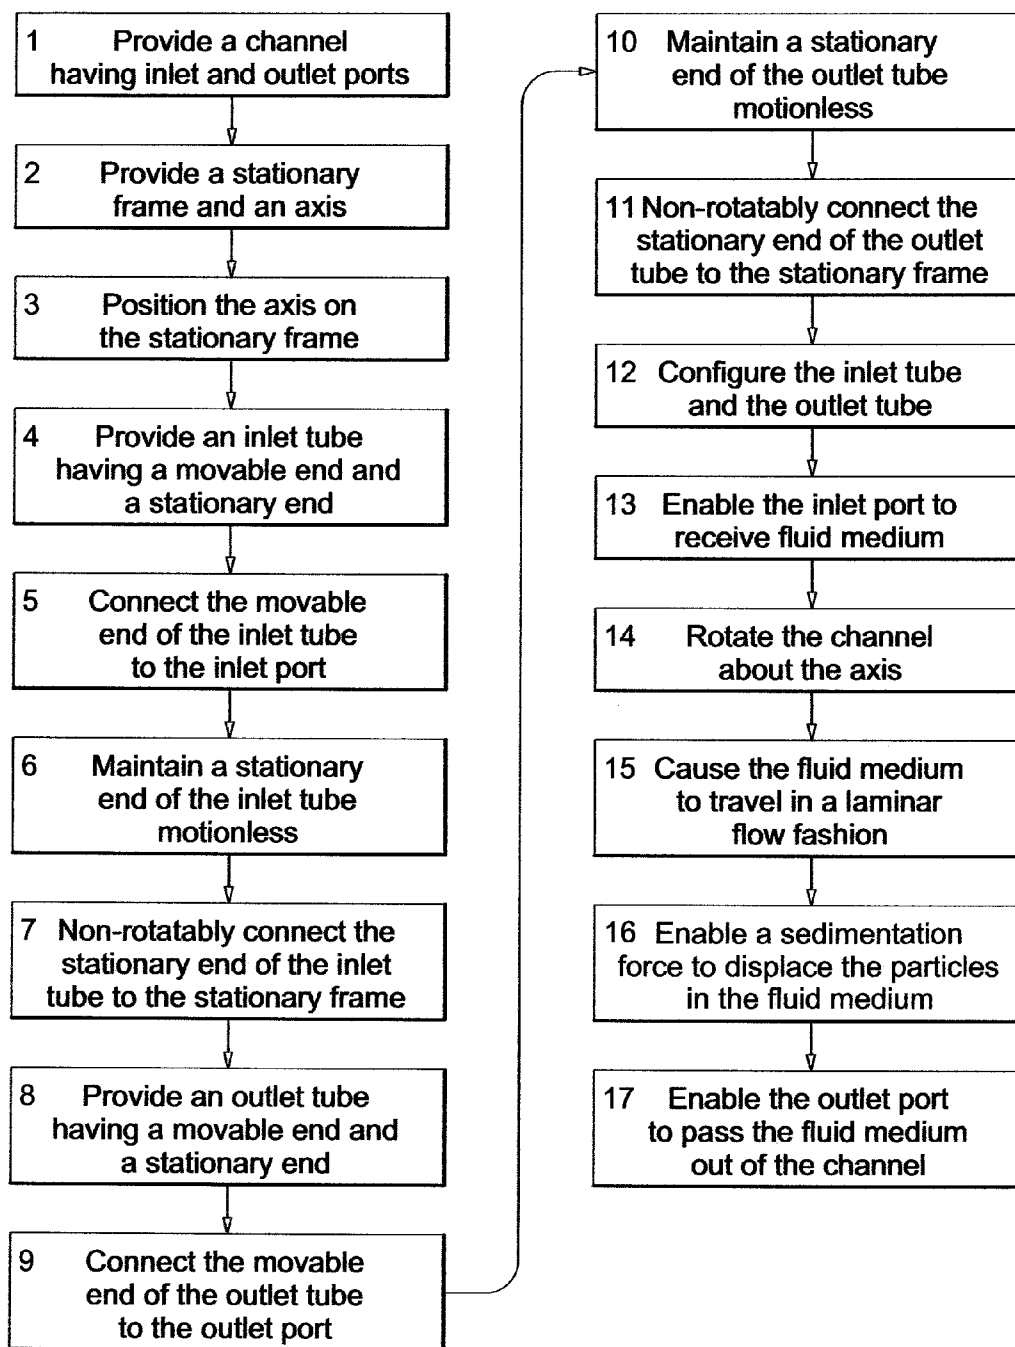 1 Provide a channel
having inlet and outlet ports
2 Provide a stationary
frame and an axis
3 Position the axis on
the stationary frame
4 Provide an inlet tube
having a movable end and
a stationary end
5 Connect the movable
end of the inlet tube
to the inlet port
6 Maintain a stationary
end of the inlet tube
motionless
7 Non-rotatably connect the
stationary end of the inlet
tube to the stationary frame
8 Provide an outlet tube
having a movable end and
a stationary end
9 Connect the movable
end of the outlet tube
to the outlet port
10 Maintain a stationary
end of the outlet tube
motionless
11 Non-rotatably connect the
stationary end of the outlet
tube to the stationary frame
12 Configure the inlet tube
and the outlet tube
13 Enable the inlet port to
receive fluid medium
14 Rotate the channel
about the axis
15 Cause the fluid medium
to travel in a laminar
flow fashion
16 Enable a sedimentation
force to displace the particles
in the fluid medium
17 Enable the outlet port
to pass the fluid medium
out of the channel